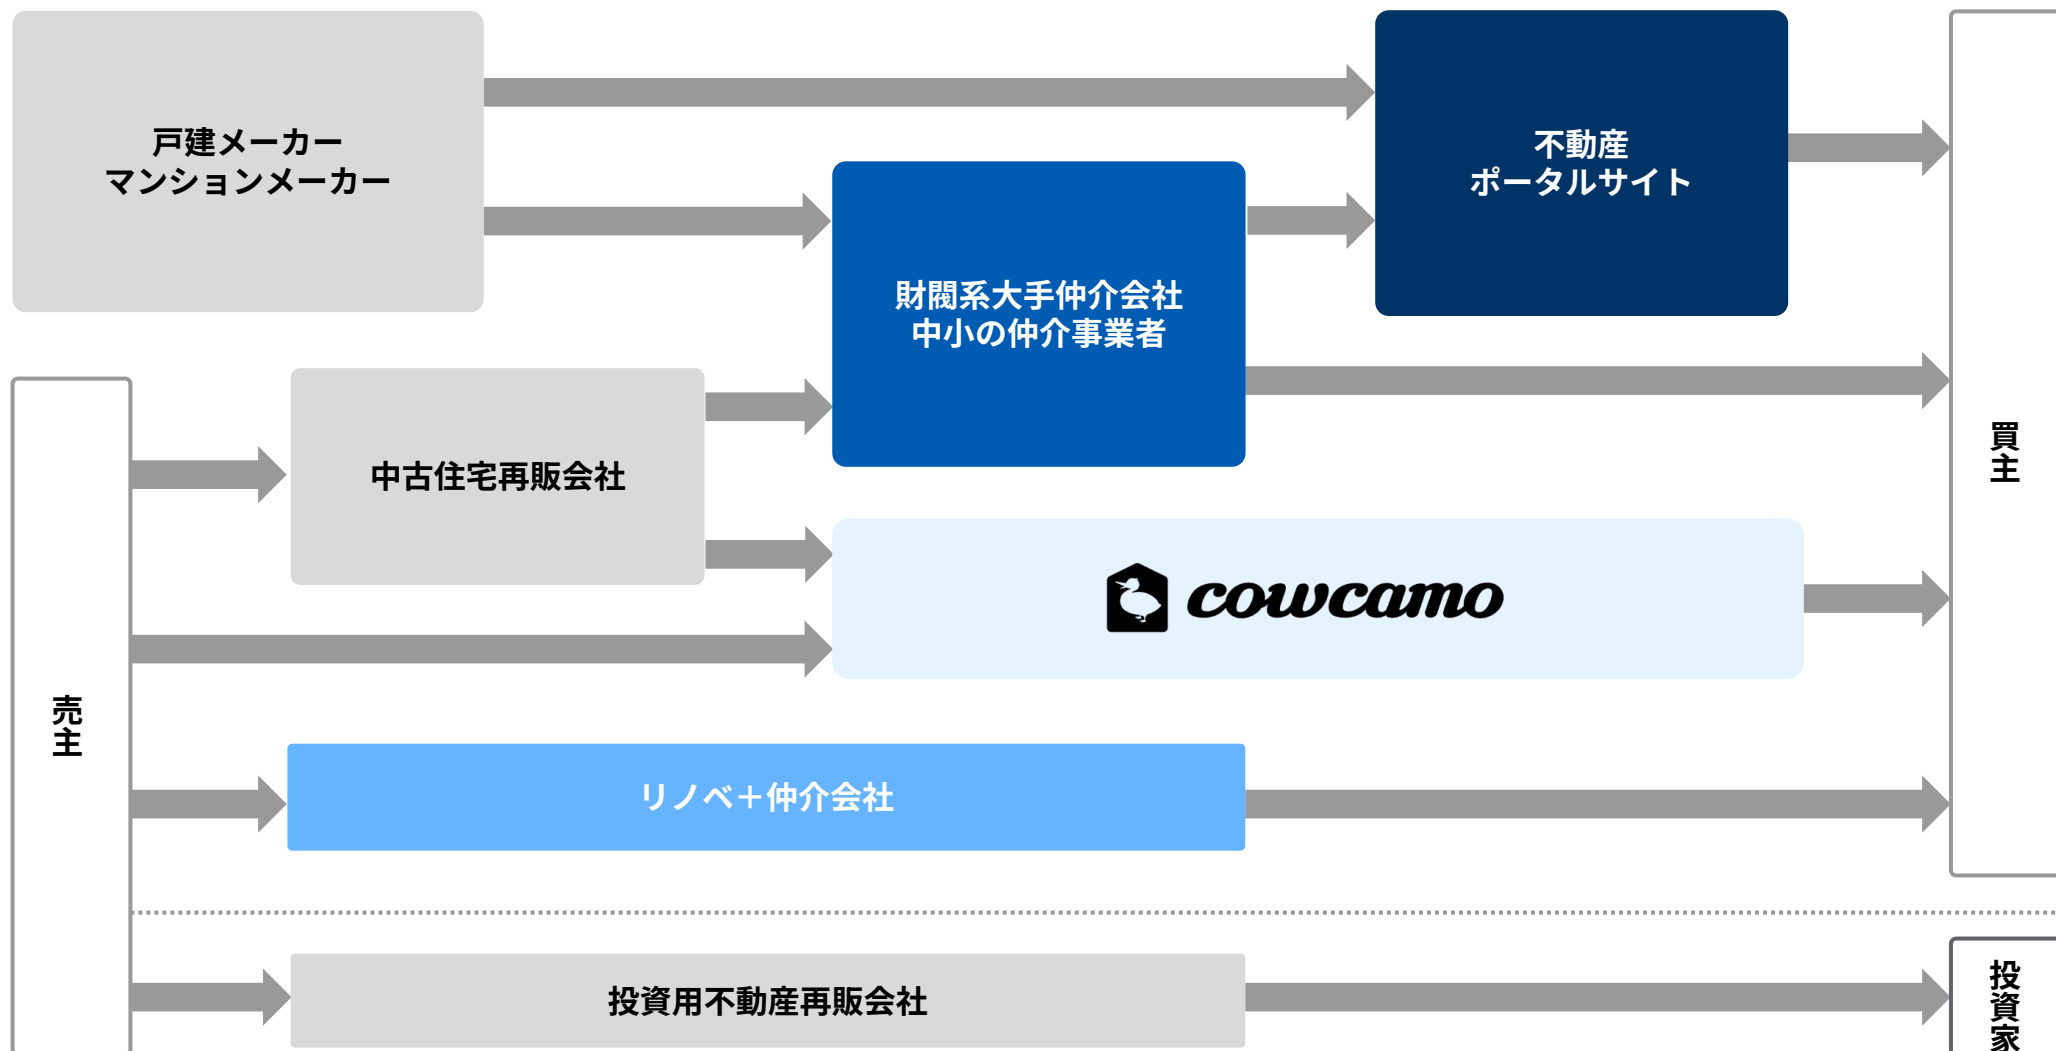 戸建メーカー
マンションメーカー
不動産
ポータルサイト
財閥系大手仲介会社
中小の仲介事業者
中古住宅再販会社
買主
cowcamo
売主
リノベ＋仲介会社
投資用不動産再販会社
投資家